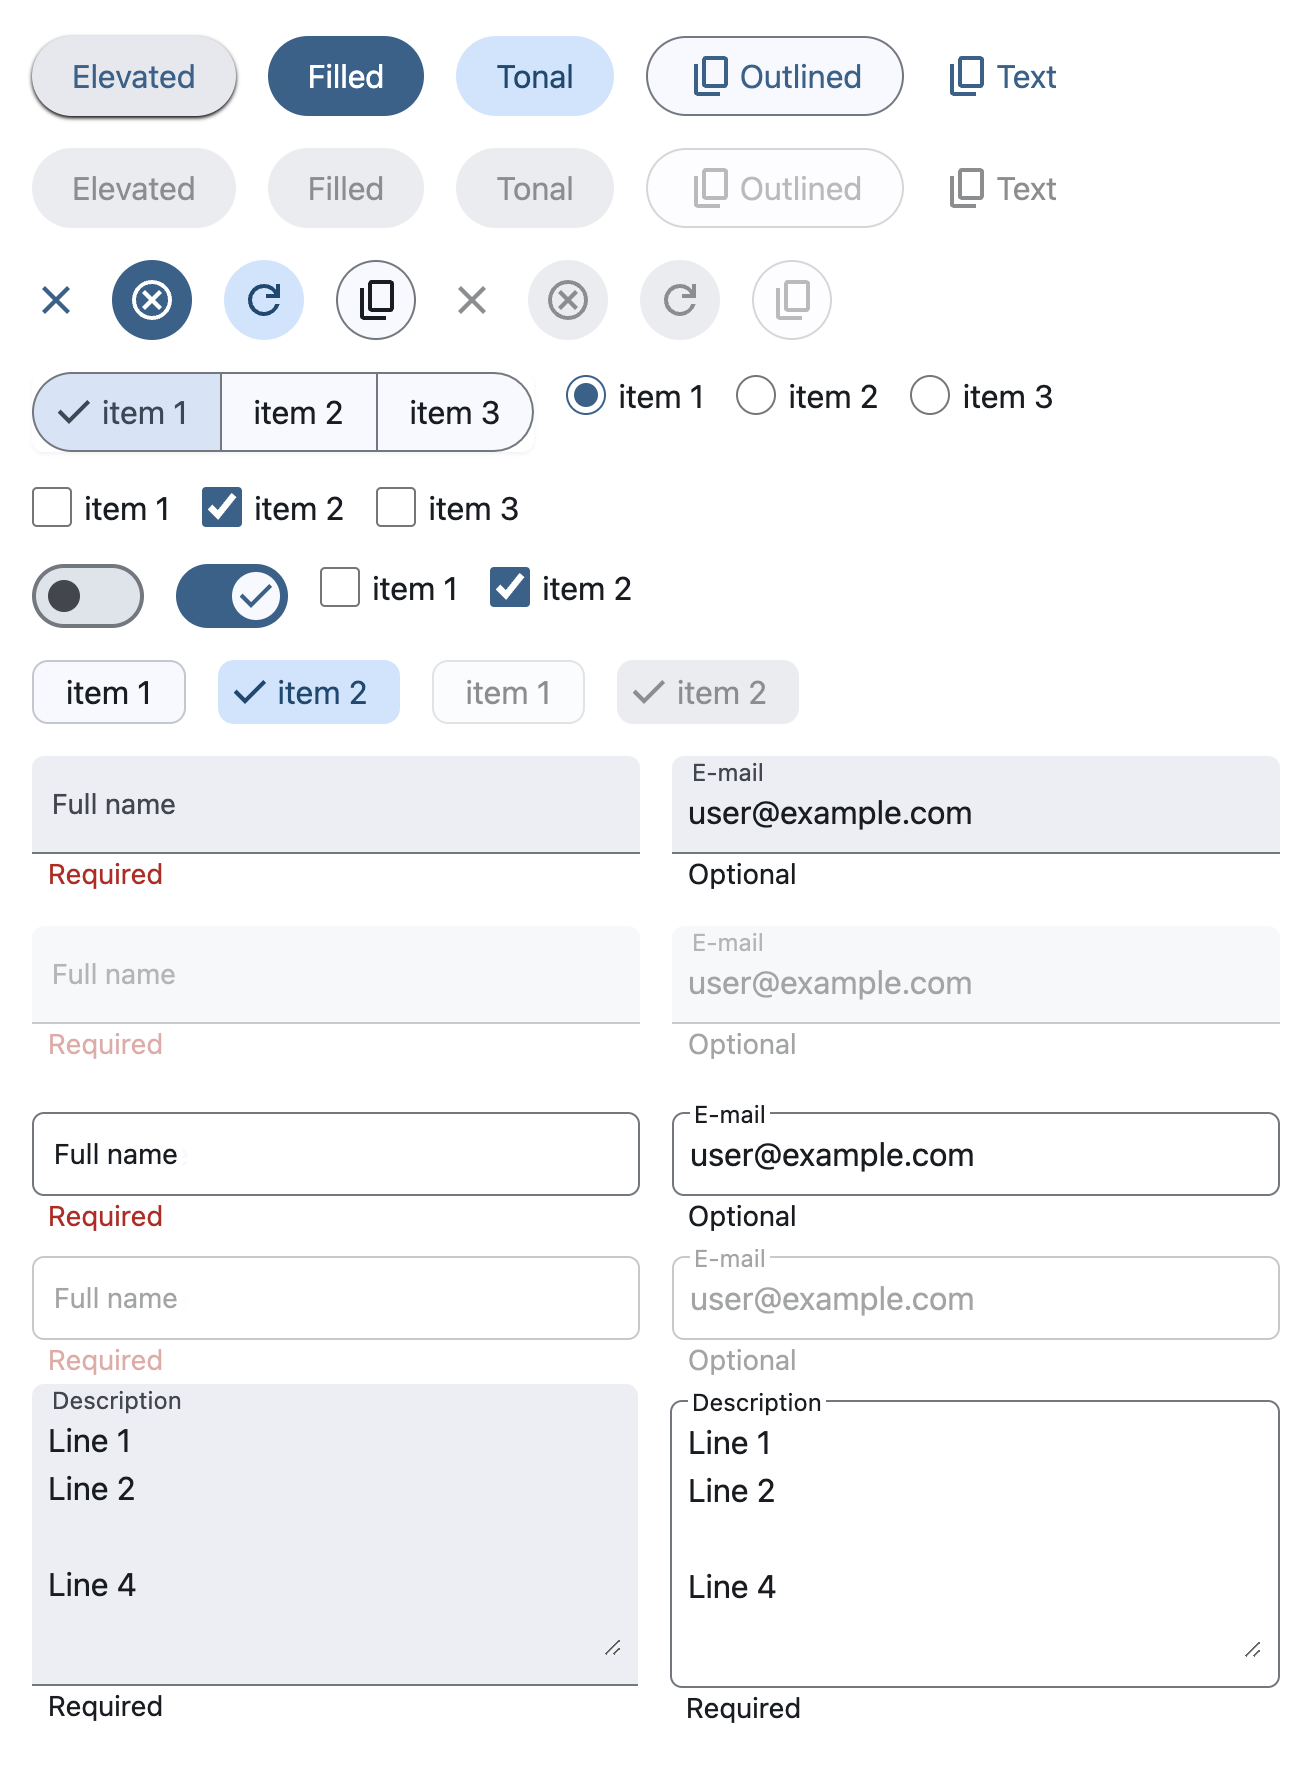 Elevated Filled Tonal Outlined Text
Elevated Filled Tonal Outlined Text
item 1 item 2 item 3 item 1 item 2 item 3
item 1 item 2 item 3
item 1 item 2
item 1 item 2 item 1 item 2
Full name
E-mail
user@example.com
Required
Optional
Full name
E-mail
user@example.com
Required
Optional
Full name
E-mail
user@example.com
Required
Optional
Full name
E-mail
user@example.com
Required
Optional
Description
Line 1
Line 2
Line 4
Required
Description
Line 1
Line 2
Line 4
Required